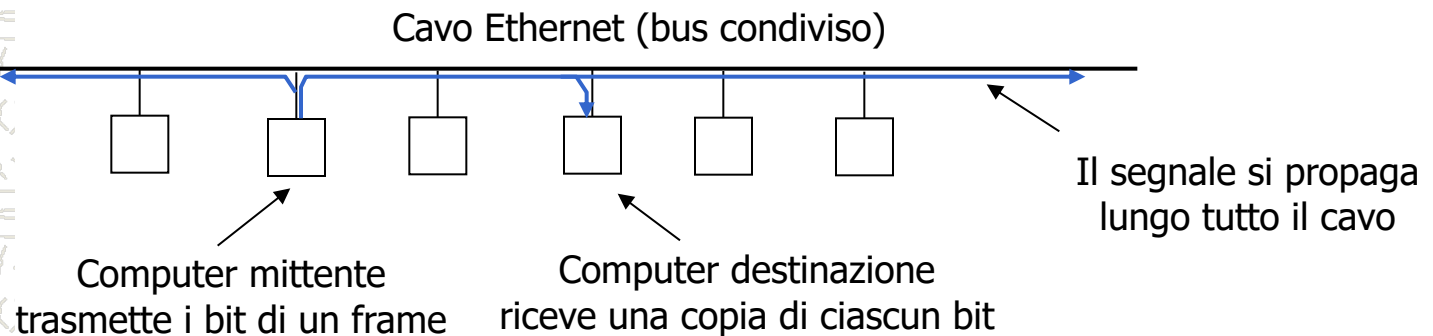 Cavo Ethernet (bus condiviso)
Il segnale si propaga
lungo tutto il cavo
Computer mittente
trasmette i bit di un frame
Computer destinazione
riceve una copia di ciascun bit